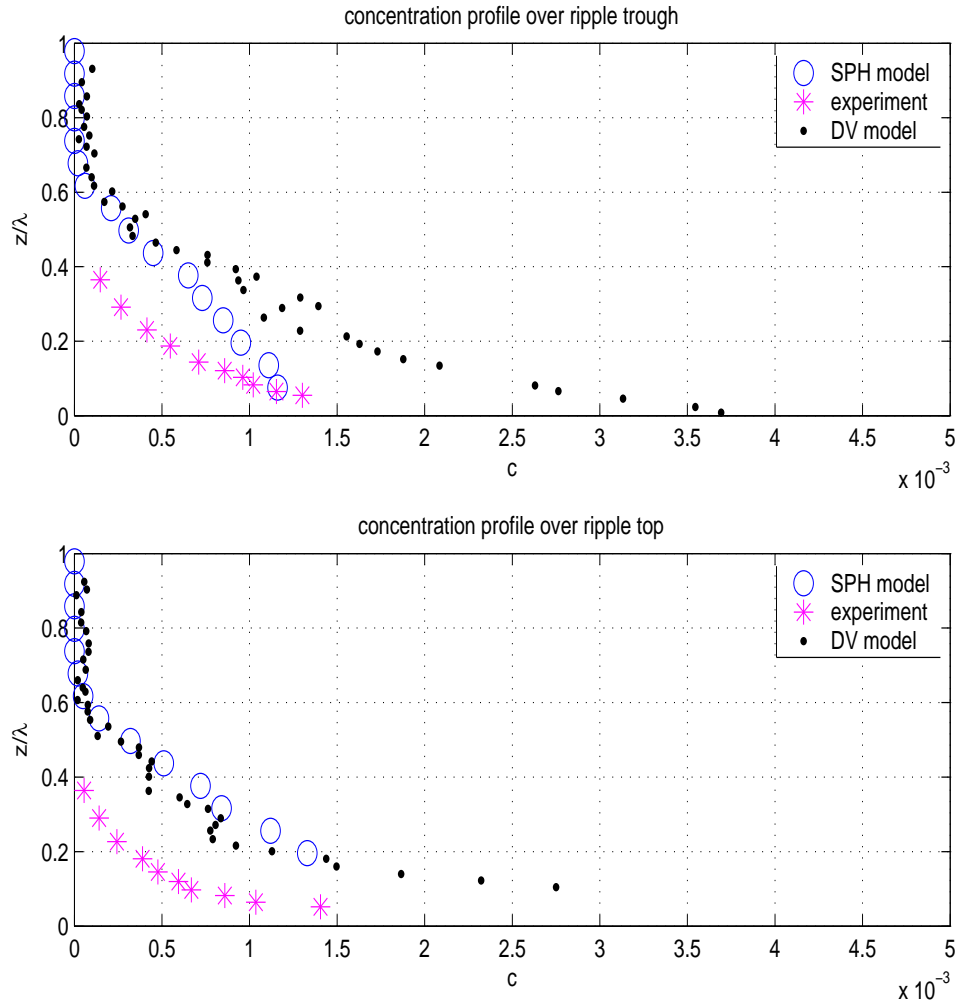 concentration profile over ripple trough
1
0.8
0.6
0.4
0.2
0
z/λ
SPH model
experiment
DV model
0 0.5 1 1.5 2 2.5 3 3.5 4 4.5 5
c
x 10⁻³
concentration profile over ripple top
1
0.8
0.6
0.4
0.2
0
z/λ
SPH model
experiment
DV model
0 0.5 1 1.5 2 2.5 3 3.5 4 4.5 5
c
x 10⁻³